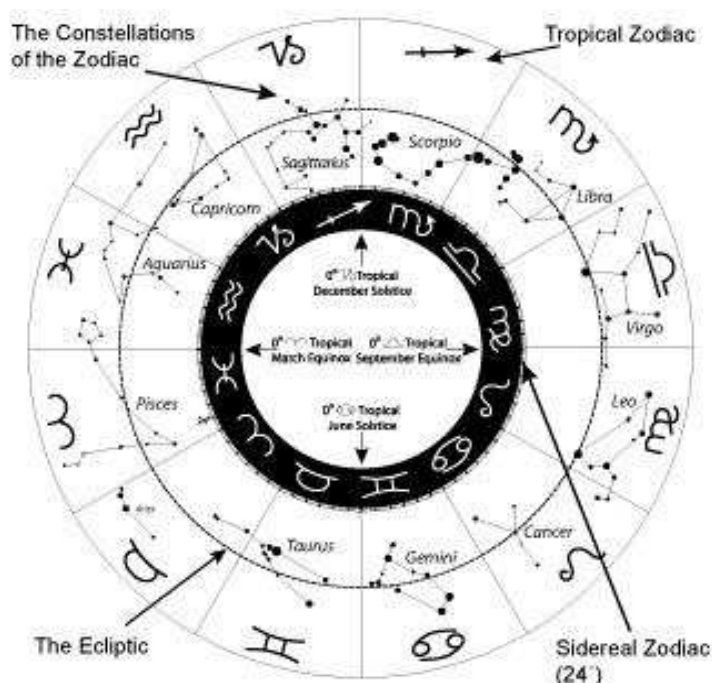 The Constellations
of the Zodiac
Tropical Zodiac
Scorpio
Sagittarius
Libra
Capricorn
Aquarius
0° ♑ Tropical
December Solstice
Virgo
0° ♈ Tropical
March Equinox
0° ♎ Tropical
September Equinox
Pisces
Leo
0° ♋ Tropical
June Solstice
Aries
Taurus
Gemini
Cancer
The Ecliptic
Sidereal Zodiac
(24´)